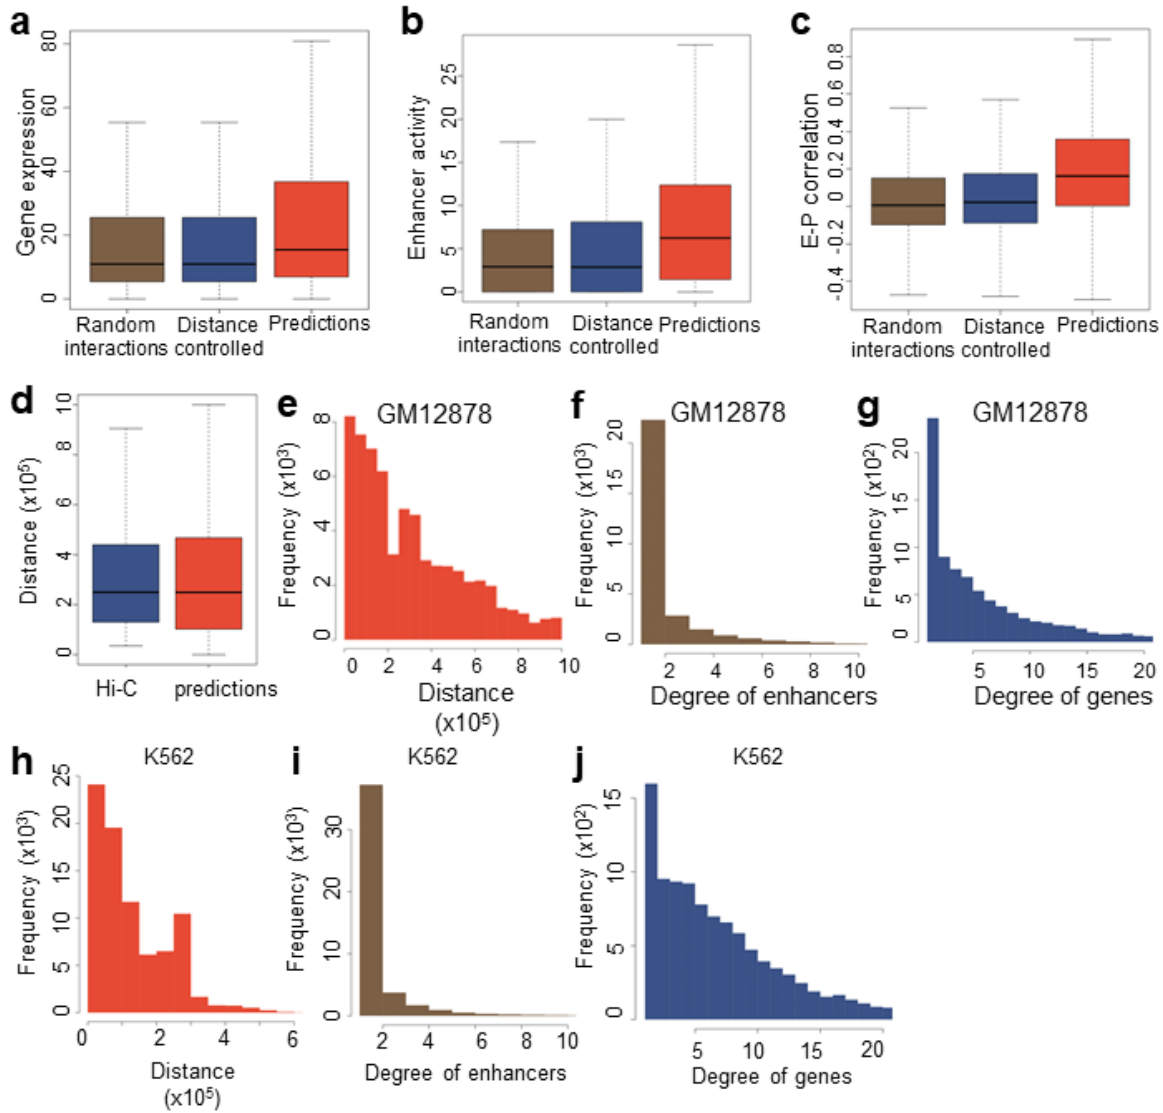 a
Gene expression
0 20 40 60 80
Random interactions
Distance controlled
Predictions
b
Enhancer activity
0 5 10 15 20 25
Random interactions
Distance controlled
Predictions
c
E-P correlation
-0.4 -0.2 0 0.2 0.4 0.6 0.8
Random interactions
Distance controlled
Predictions
d
Distance (x10⁵)
0 2 4 6 8 10
Hi-C predictions
e
GM12878
Frequency (x10³)
0 2 4 6 8
0 2 4 6 8 10
Distance
(x10⁵)
f
GM12878
Frequency (x10³)
0 5 10 15 20
2 4 6 8 10
Degree of enhancers
g
GM12878
Frequency (x10²)
0 5 10 15 20
5 10 15 20
Degree of genes
h
K562
Frequency (x10³)
0 5 10 15 20 25
0 2 4 6
Distance
(x10⁵)
i
K562
Frequency (x10³)
0 10 20 30
2 4 6 8 10
Degree of enhancers
j
K562
Frequency (x10²)
0 5 10 15
5 10 15 20
Degree of genes